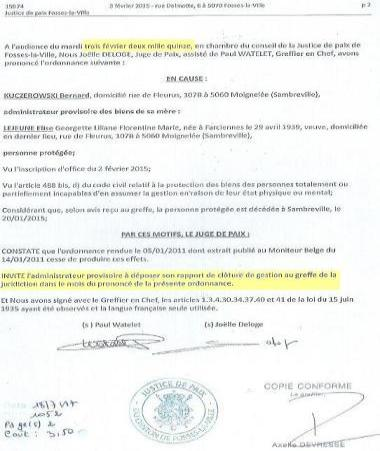 15B74
Justice de paix Fosses-la-Ville
3 février 2015 - rue Delmotte, 6 à 5070 Fosses-la-Ville
p 2
A l'audience du mardi trois février deux mille quinze, en chambre du conseil de la Justice de paix de
Fosses-la-Ville, Nous Joëlle DELOGE, Juge de Paix, assisté de Paul WATELET, Greffier en Chef, avons
prononcé l'ordonnance suivante :
EN CAUSE :
KUCZEROWSKI Bernard, domicilié rue de Fleurus, 107B à 5060 Moignelée (Sambreville),
administrateur provisoire des biens de sa mère :
LEJEUNE Elise Georgette Liliane Florentine Marie, née à Farciennes le 29 avril 1939, veuve, domiciliée
en dernier lieu, rue de Fleurus, 107B à 5060 Moignelée (Sambreville),
personne protégée;
Vu l'inscription d'office du 2 février 2015;
Vu l'article 488 bis, d) du code civil relatif à la protection des biens des personnes totalement ou
partiellement incapables d'en assumer la gestion en raison de leur état physique ou mental;
Considérant que, selon avis reçu au greffe, la personne protégée est décédée à Sambreville, le
20/01/2015;
PAR CES MOTIFS, LE JUGE DE PAIX :
CONSTATE que l'ordonnance rendue le 05/01/2011 dont extrait publié au Moniteur Belge du
14/01/2011 cesse de produire ces effets.
INVITE l'administrateur provisoire à déposer son rapport de clôture de gestion au greffe de la
juridiction dans le mois du prononcé de la présente ordonnance.
Et Nous avons signé avec le Greffier en Chef, les articles 1.3.4.30.34.37.40 et 41 de la loi du 15 juin
1935 ayant été observés et la langue française seule utilisée.
(s) Paul Watelet (s) Joëlle Deloge
JUSTICE DE PAIX
COPIE CONFORME
Le greffier,
1052
Page(s) 2
Coût : 3,50
Axelle DEVRESSE